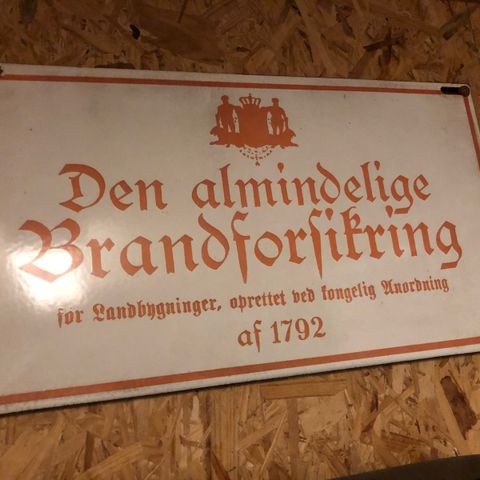 Den almindelige
Brandforsikring
for Landbygninger, oprettet ved kongelig Anordning
af 1792